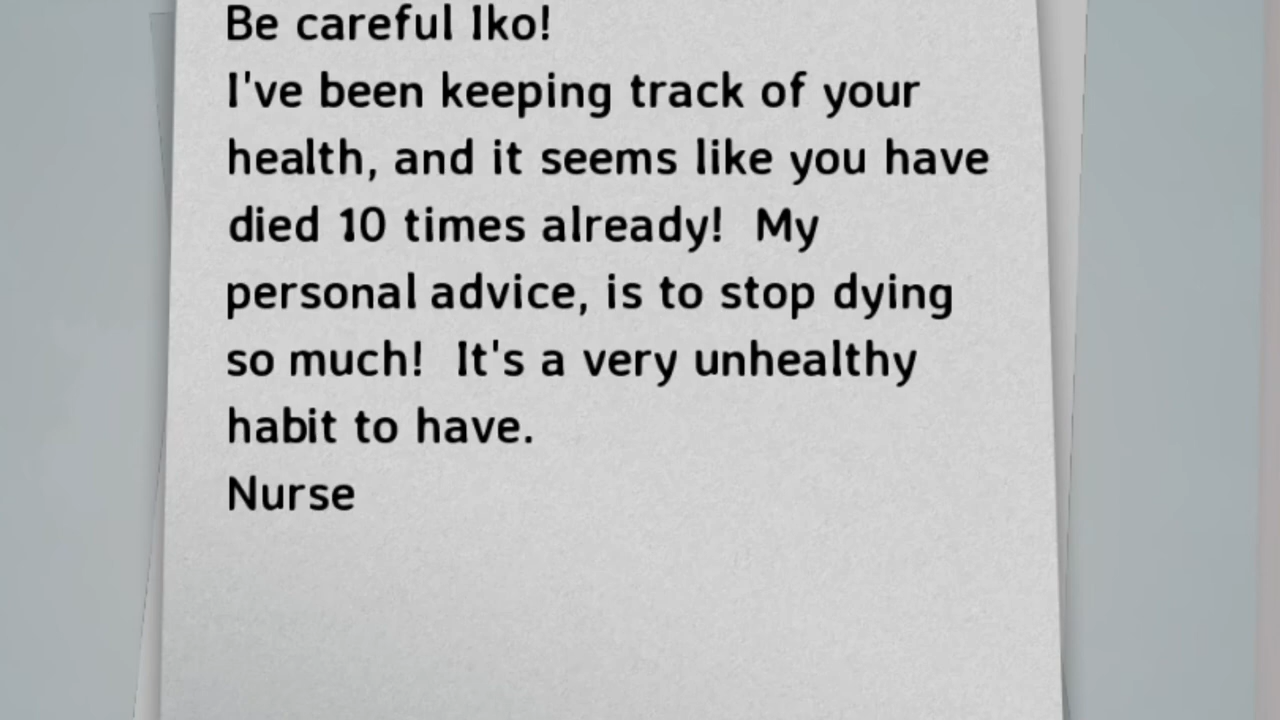 Be careful Iko!
I've been keeping track of your
health, and it seems like you have
died 10 times already!  My
personal advice, is to stop dying
so much!  It's a very unhealthy
habit to have.
Nurse